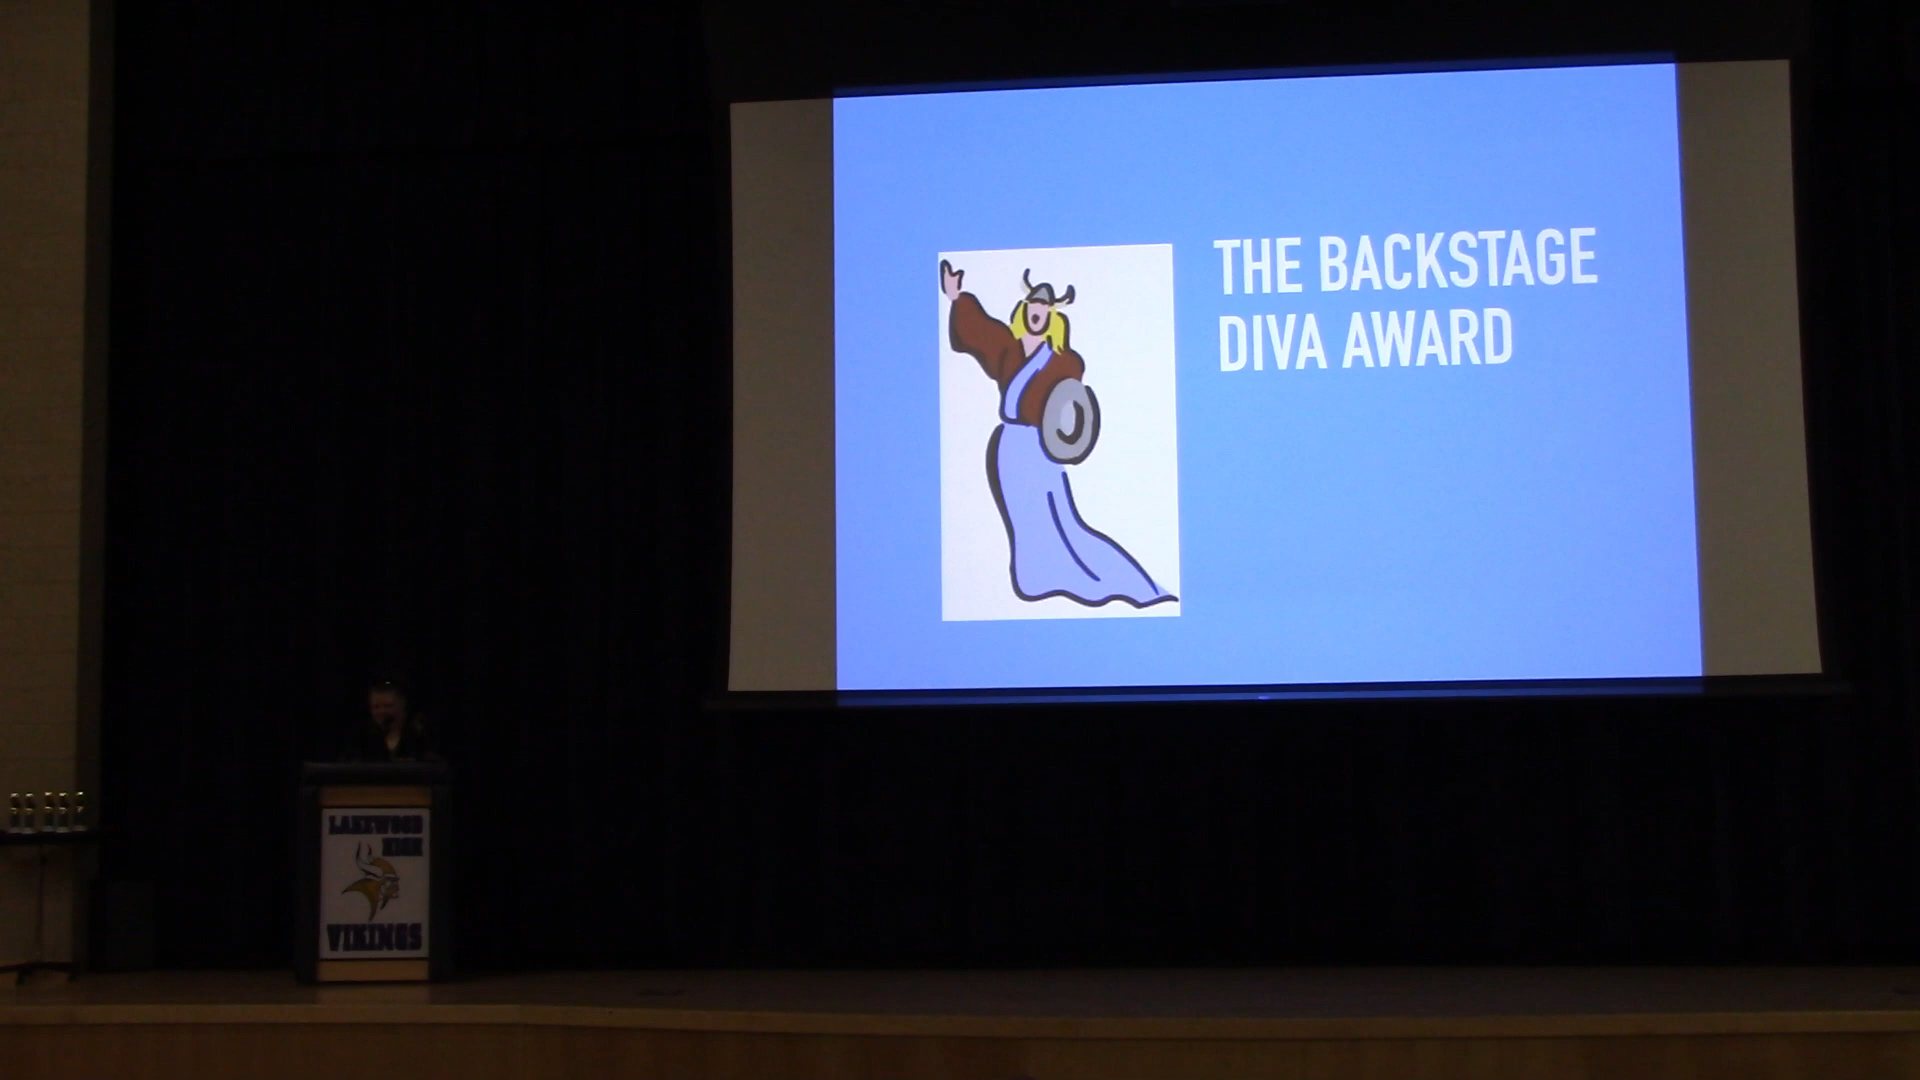 THE BACKSTAGE
DIVA AWARD
LAKEWOOD
HIGH
VIKINGS